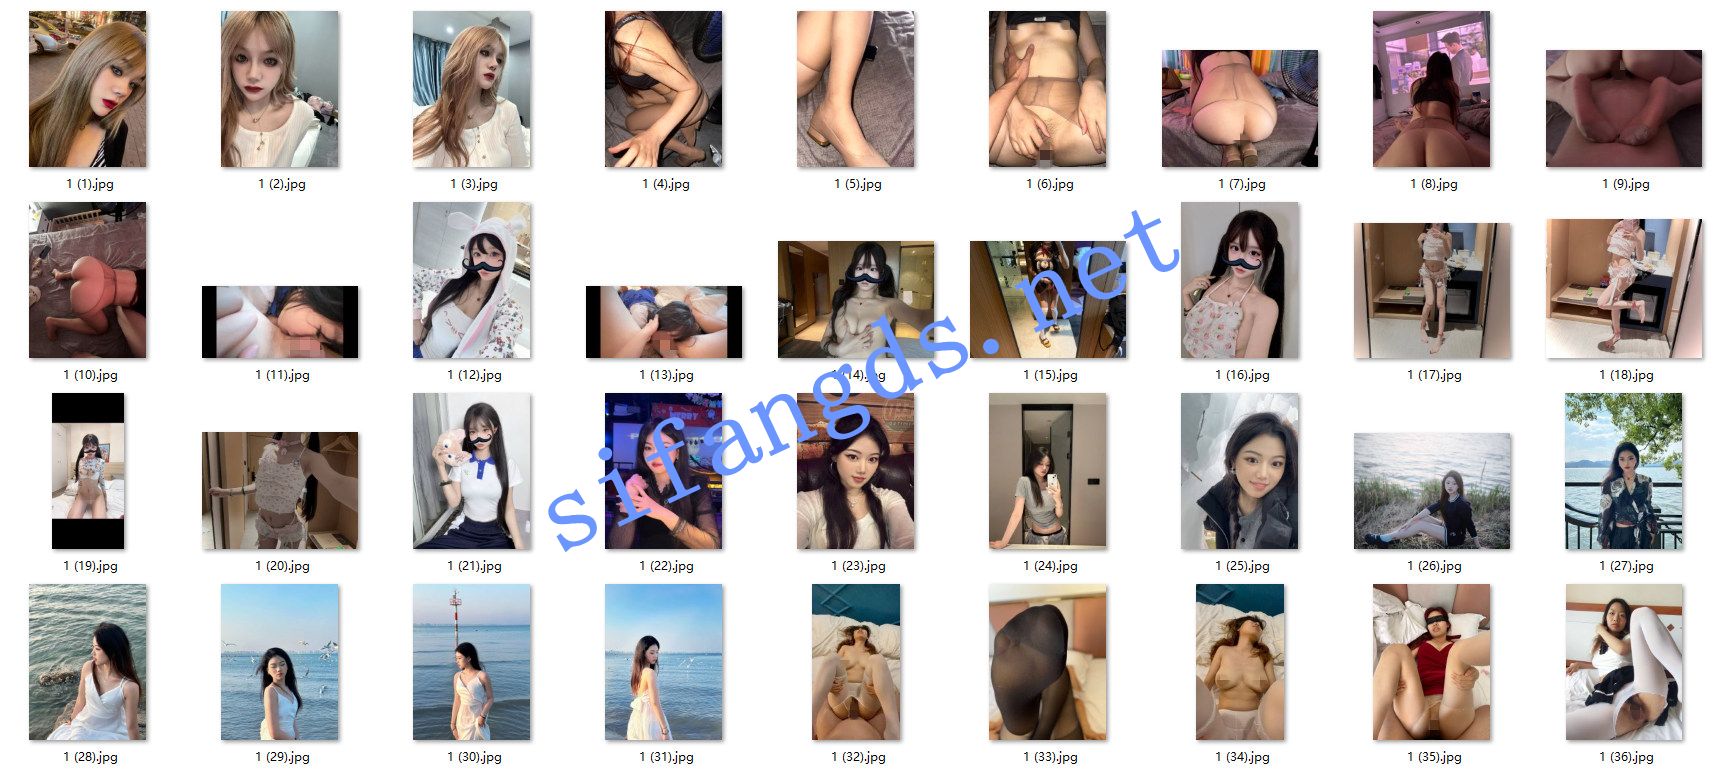 1 (1).jpg
1 (2).jpg
1 (3).jpg
1 (4).jpg
1 (5).jpg
1 (6).jpg
1 (7).jpg
1 (8).jpg
1 (9).jpg
1 (10).jpg
1 (11).jpg
1 (12).jpg
1 (13).jpg
1 (14).jpg
1 (15).jpg
1 (16).jpg
1 (17).jpg
1 (18).jpg
sifangds.net
1 (19).jpg
1 (20).jpg
1 (21).jpg
1 (22).jpg
1 (23).jpg
1 (24).jpg
1 (25).jpg
1 (26).jpg
1 (27).jpg
1 (28).jpg
1 (29).jpg
1 (30).jpg
1 (31).jpg
1 (32).jpg
1 (33).jpg
1 (34).jpg
1 (35).jpg
1 (36).jpg